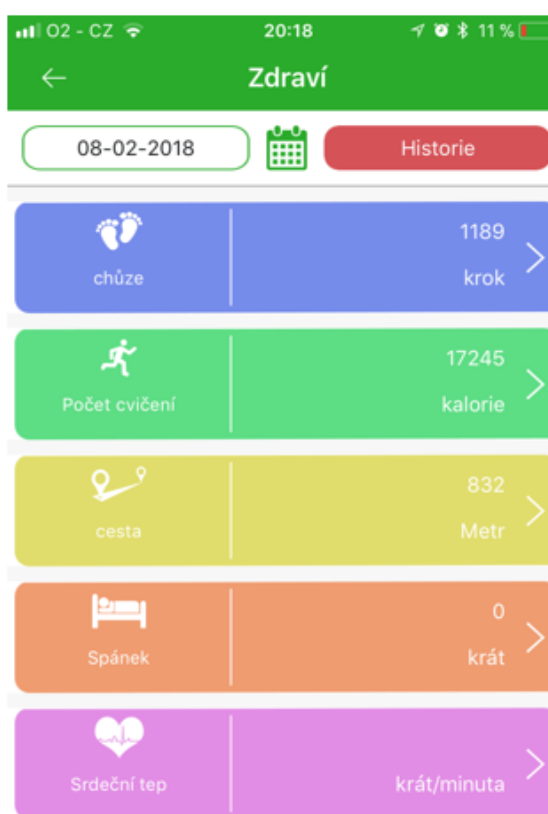 O2 - CZ 20:18 11 %
Zdraví
08-02-2018 Historie
1189
chůze krok
17245
Počet cvičení kalorie
832
cesta Metr
0
Spánek krát
Srdeční tep krát/minuta